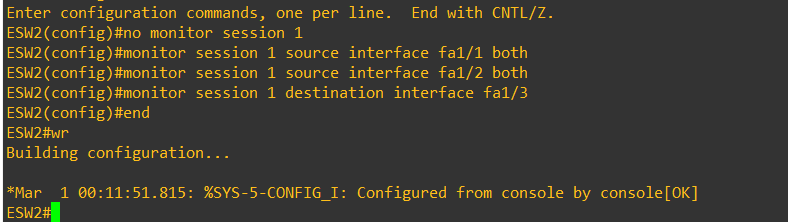 Enter configuration commands, one per line.  End with CNTL/Z.
ESW2(config)#no monitor session 1
ESW2(config)#monitor session 1 source interface fa1/1 both
ESW2(config)#monitor session 1 source interface fa1/2 both
ESW2(config)#monitor session 1 destination interface fa1/3
ESW2(config)#end
ESW2#wr
Building configuration...
*Mar  1 00:11:51.815: %SYS-5-CONFIG_I: Configured from console by console[OK]
ESW2#